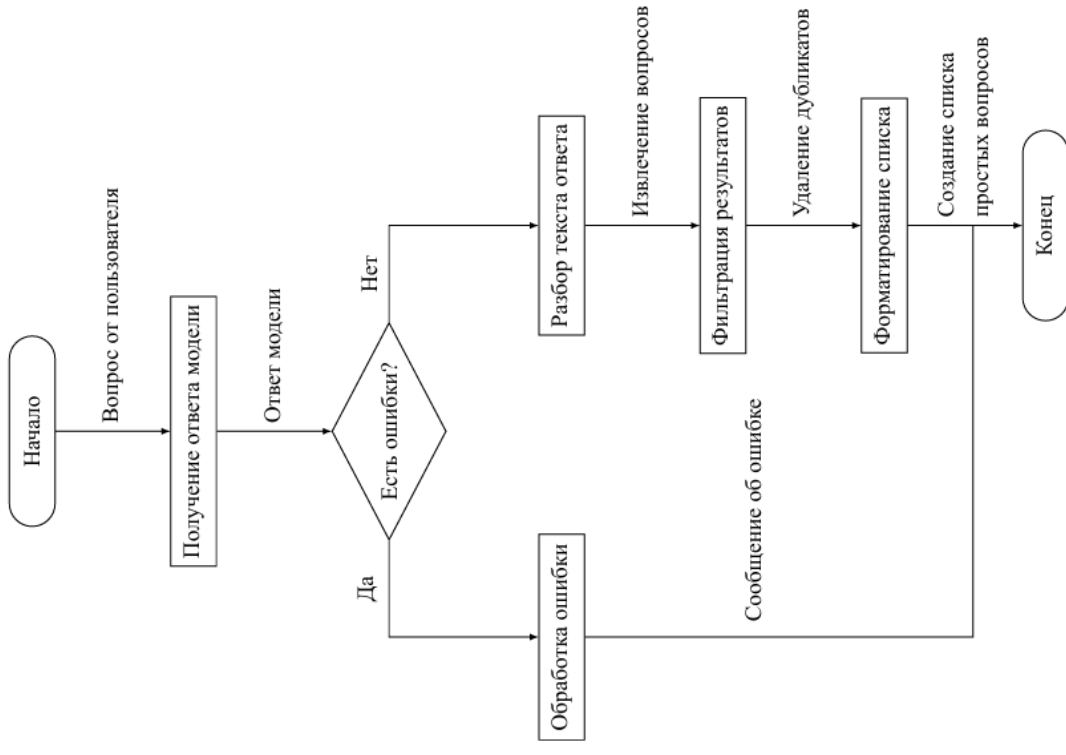 Начало
Вопрос от пользователя
Получение ответа модели
Ответ модели
Есть ошибки?
Да
Нет
Обработка ошибки
Разбор текста ответа
Извлечение вопросов
Фильтрация результатов
Удаление дубликатов
Сообщение об ошибке
Форматирование списка
Создание списка
простых вопросов
Конец